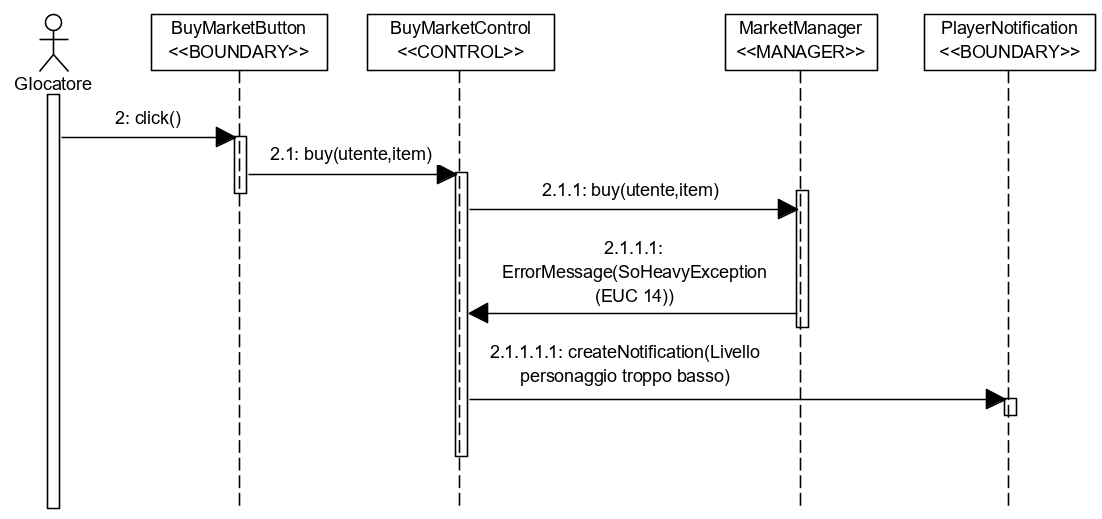 BuyMarketButton
<<BOUNDARY>>
BuyMarketControl
<<CONTROL>>
MarketManager
<<MANAGER>>
PlayerNotification
<<BOUNDARY>>
GIocatore
2: click()
2.1: buy(utente,item)
2.1.1: buy(utente,item)
2.1.1.1:
ErrorMessage(SoHeavyException
(EUC 14))
2.1.1.1.1: createNotification(Livello
personaggio troppo basso)